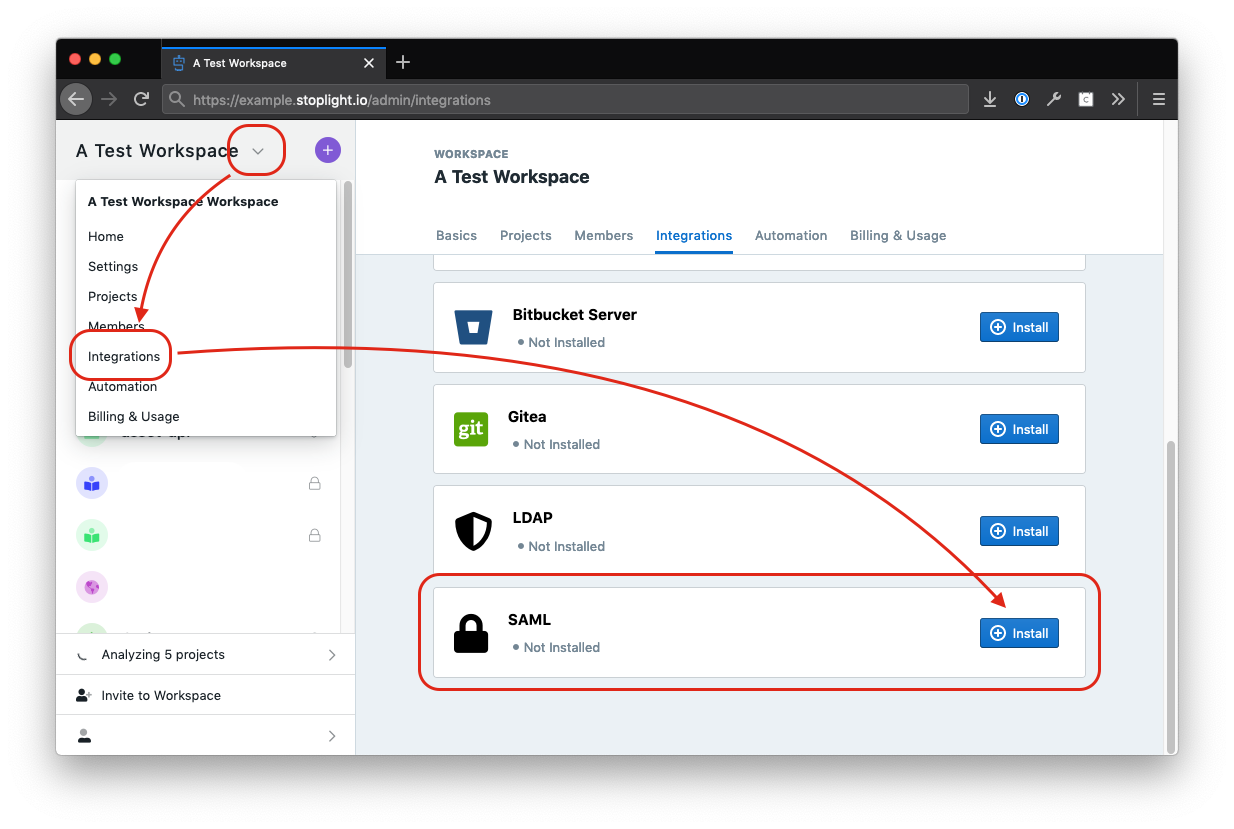 A Test Workspace
https://example.stoplight.io/admin/integrations
C
A Test Workspace
A Test Workspace Workspace
Home
Settings
Projects
Members
Integrations
Automation
Billing & Usage
Analyzing 5 projects
Invite to Workspace
WORKSPACE
A Test Workspace
Basics Projects Members Integrations Automation Billing & Usage
Bitbucket Server
Not Installed
Install
git
Gitea
Not Installed
Install
LDAP
Not Installed
Install
SAML
Not Installed
Install